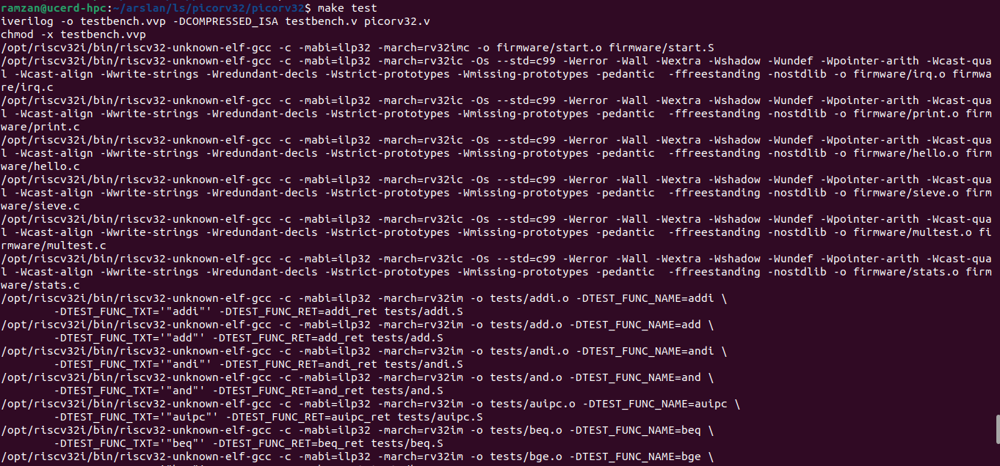 ramzan@ucerd-hpc:~/arslan/ls/picorv32/picorv32$ make test
iverilog -o testbench.vvp -DCOMPRESSED_ISA testbench.v picorv32.v
chmod -x testbench.vvp
/opt/riscv32i/bin/riscv32-unknown-elf-gcc -c -mabi=ilp32 -march=rv32imc -o firmware/start.o firmware/start.S
/opt/riscv32i/bin/riscv32-unknown-elf-gcc -c -mabi=ilp32 -march=rv32ic -Os --std=c99 -Werror -Wall -Wextra -Wshadow -Wundef -Wpointer-arith -Wcast-qua
l -Wcast-align -Wwrite-strings -Wredundant-decls -Wstrict-prototypes -Wmissing-prototypes -pedantic  -ffreestanding -nostdlib -o firmware/irq.o firmwa
re/irq.c
/opt/riscv32i/bin/riscv32-unknown-elf-gcc -c -mabi=ilp32 -march=rv32ic -Os --std=c99 -Werror -Wall -Wextra -Wshadow -Wundef -Wpointer-arith -Wcast-qua
l -Wcast-align -Wwrite-strings -Wredundant-decls -Wstrict-prototypes -Wmissing-prototypes -pedantic  -ffreestanding -nostdlib -o firmware/print.o firm
ware/print.c
/opt/riscv32i/bin/riscv32-unknown-elf-gcc -c -mabi=ilp32 -march=rv32ic -Os --std=c99 -Werror -Wall -Wextra -Wshadow -Wundef -Wpointer-arith -Wcast-qua
l -Wcast-align -Wwrite-strings -Wredundant-decls -Wstrict-prototypes -Wmissing-prototypes -pedantic  -ffreestanding -nostdlib -o firmware/hello.o firm
ware/hello.c
/opt/riscv32i/bin/riscv32-unknown-elf-gcc -c -mabi=ilp32 -march=rv32ic -Os --std=c99 -Werror -Wall -Wextra -Wshadow -Wundef -Wpointer-arith -Wcast-qua
l -Wcast-align -Wwrite-strings -Wredundant-decls -Wstrict-prototypes -Wmissing-prototypes -pedantic  -ffreestanding -nostdlib -o firmware/sieve.o firm
ware/sieve.c
/opt/riscv32i/bin/riscv32-unknown-elf-gcc -c -mabi=ilp32 -march=rv32ic -Os --std=c99 -Werror -Wall -Wextra -Wshadow -Wundef -Wpointer-arith -Wcast-qua
l -Wcast-align -Wwrite-strings -Wredundant-decls -Wstrict-prototypes -Wmissing-prototypes -pedantic  -ffreestanding -nostdlib -o firmware/multest.o fi
rmware/multest.c
/opt/riscv32i/bin/riscv32-unknown-elf-gcc -c -mabi=ilp32 -march=rv32ic -Os --std=c99 -Werror -Wall -Wextra -Wshadow -Wundef -Wpointer-arith -Wcast-qua
l -Wcast-align -Wwrite-strings -Wredundant-decls -Wstrict-prototypes -Wmissing-prototypes -pedantic  -ffreestanding -nostdlib -o firmware/stats.o firm
ware/stats.c
/opt/riscv32i/bin/riscv32-unknown-elf-gcc -c -mabi=ilp32 -march=rv32im -o tests/addi.o -DTEST_FUNC_NAME=addi \
        -DTEST_FUNC_TXT='"addi"' -DTEST_FUNC_RET=addi_ret tests/addi.S
/opt/riscv32i/bin/riscv32-unknown-elf-gcc -c -mabi=ilp32 -march=rv32im -o tests/add.o -DTEST_FUNC_NAME=add \
        -DTEST_FUNC_TXT='"add"' -DTEST_FUNC_RET=add_ret tests/add.S
/opt/riscv32i/bin/riscv32-unknown-elf-gcc -c -mabi=ilp32 -march=rv32im -o tests/andi.o -DTEST_FUNC_NAME=andi \
        -DTEST_FUNC_TXT='"andi"' -DTEST_FUNC_RET=andi_ret tests/andi.S
/opt/riscv32i/bin/riscv32-unknown-elf-gcc -c -mabi=ilp32 -march=rv32im -o tests/and.o -DTEST_FUNC_NAME=and \
        -DTEST_FUNC_TXT='"and"' -DTEST_FUNC_RET=and_ret tests/and.S
/opt/riscv32i/bin/riscv32-unknown-elf-gcc -c -mabi=ilp32 -march=rv32im -o tests/auipc.o -DTEST_FUNC_NAME=auipc \
        -DTEST_FUNC_TXT='"auipc"' -DTEST_FUNC_RET=auipc_ret tests/auipc.S
/opt/riscv32i/bin/riscv32-unknown-elf-gcc -c -mabi=ilp32 -march=rv32im -o tests/beq.o -DTEST_FUNC_NAME=beq \
        -DTEST_FUNC_TXT='"beq"' -DTEST_FUNC_RET=beq_ret tests/beq.S
/opt/riscv32i/bin/riscv32-unknown-elf-gcc -c -mabi=ilp32 -march=rv32im -o tests/bge.o -DTEST_FUNC_NAME=bge \